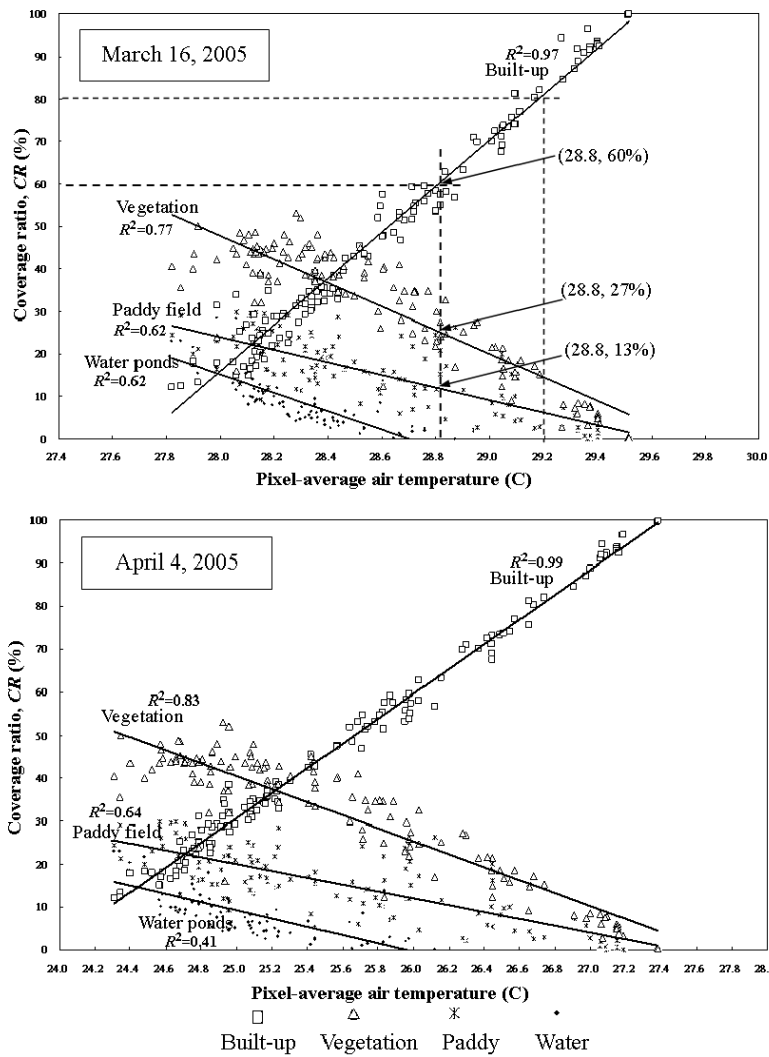 March 16, 2005
100
90
80
70
60
50
40
30
20
10
0
Coverage ratio, CR (%)
R²=0.97
Built-up
(28.8, 60%)
Vegetation
R²=0.77
(28.8, 27%)
Paddy field
R²=0.62
(28.8, 13%)
Water ponds
R²=0.62
27.4 27.6 27.8 28.0 28.2 28.4 28.6 28.8 29.0 29.2 29.4 29.6 29.8 30.0
Pixel-average air temperature (C)
April 4, 2005
100
90
80
70
60
50
40
30
20
10
0
Coverage ratio, CR (%)
R²=0.99
Built-up
R²=0.83
Vegetation
R²=0.64
Paddy field
Water ponds
R²=0.41
24.0 24.2 24.4 24.6 24.8 25.0 25.2 25.4 25.6 25.8 26.0 26.2 26.4 26.6 26.8 27.0 27.2 27.4 27.6 27.8 28.
Pixel-average air temperature (C)
Built-up Vegetation Paddy Water